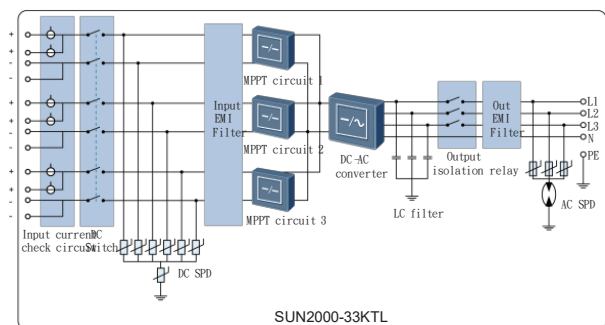 +
+
-
-
+
+
-
-
+
+
-
-
Input current
check circuit
DC
Switch
DC SPD
Input
EMI
Filter
MPPT circuit 1
MPPT circuit 2
MPPT circuit 3
DC-AC
converter
LC filter
Output
isolation relay
Out
EMI
Filter
L1
L2
L3
N
PE
AC SPD
SUN2000-33KTL